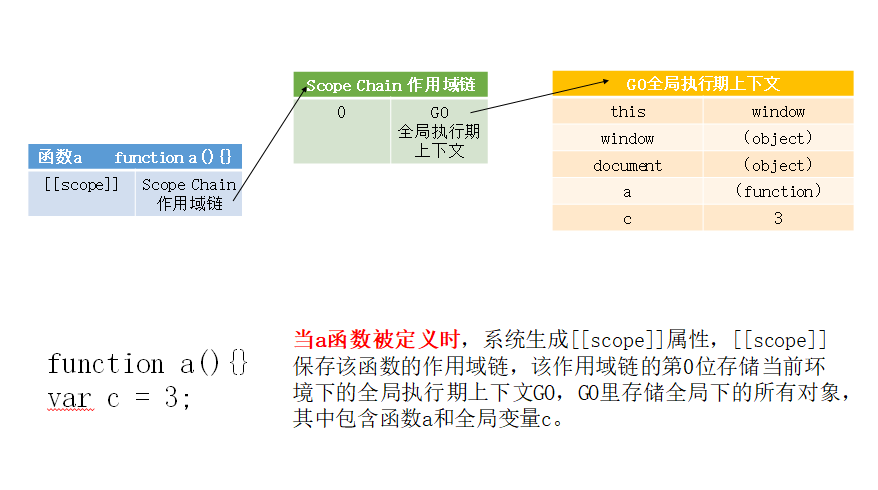 Scope Chain 作用域链
0 GO
全局执行期
上下文
GO全局执行期上下文
this window
window （object）
document （object）
a （function）
c 3
函数a function a(){}
[[scope]] Scope Chain
作用域链
function a(){}
var c = 3;
当a函数被定义时，系统生成[[scope]]属性，[[scope]]
保存该函数的作用域链，该作用域链的第0位存储当前环
境下的全局执行期上下文GO，GO里存储全局下的所有对象，
其中包含函数a和全局变量c。